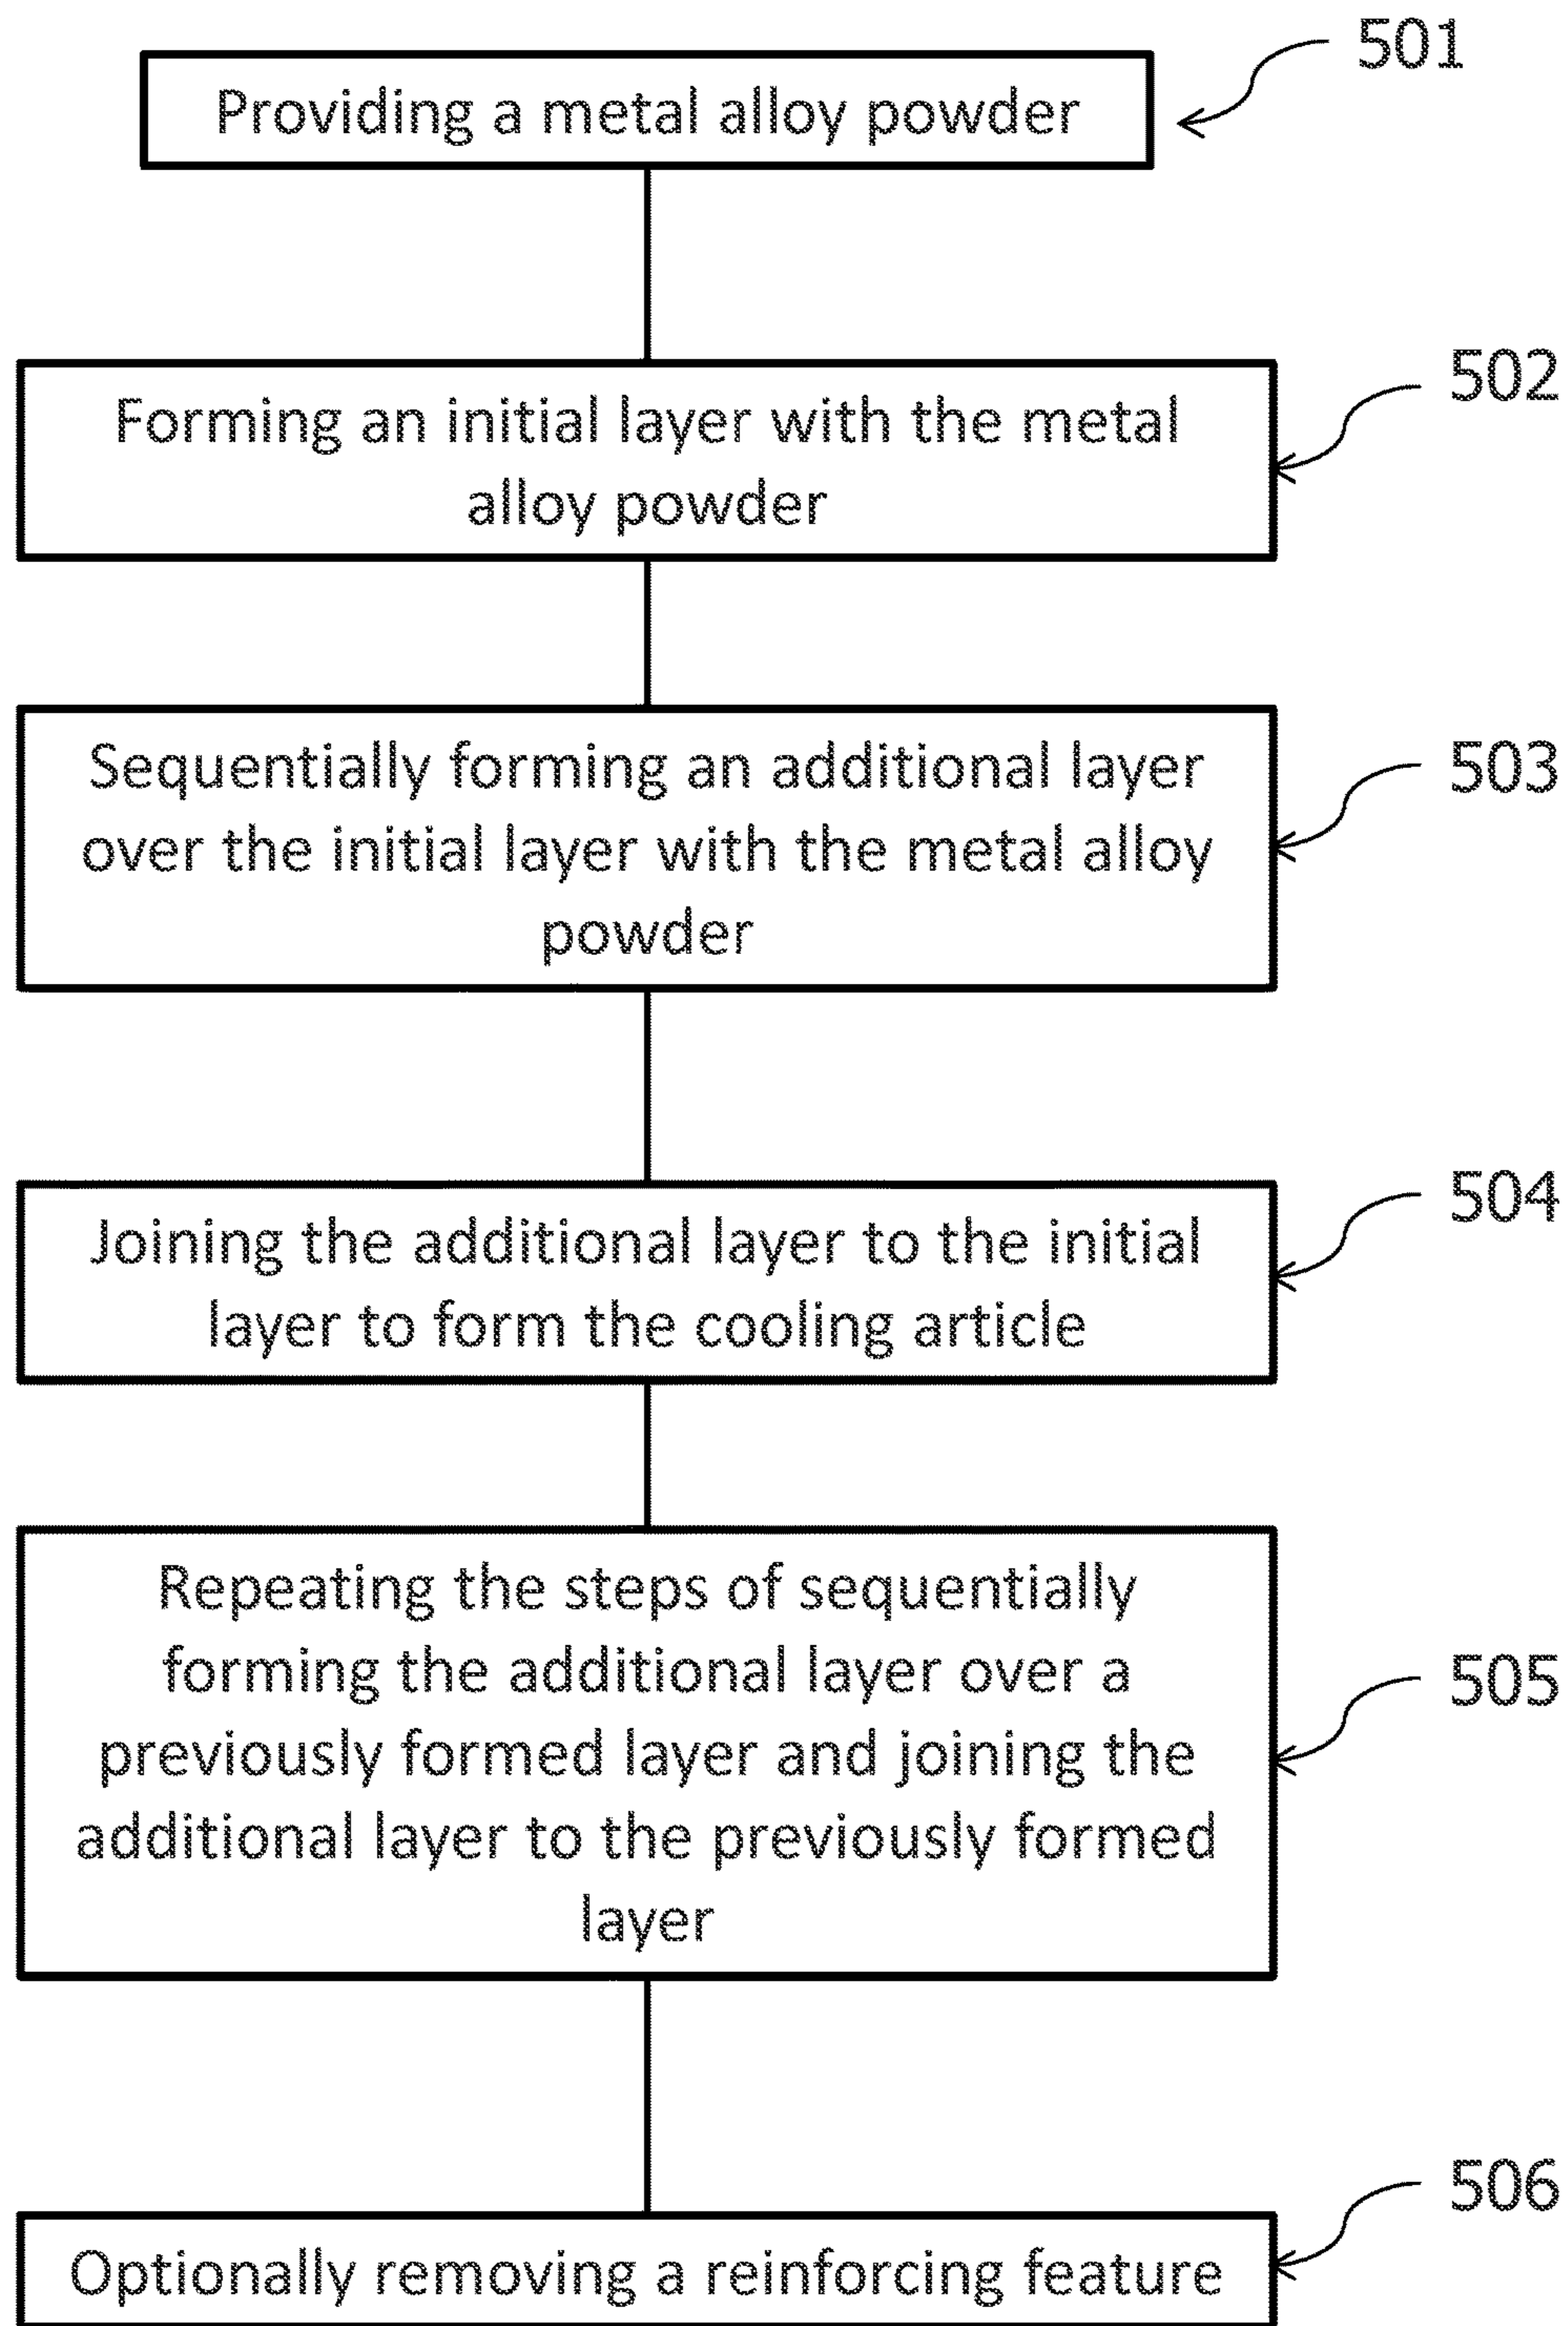 501
Providing a metal alloy powder
502
Forming an initial layer with the metal
alloy powder
503
Sequentially forming an additional layer
over the initial layer with the metal alloy
powder
504
Joining the additional layer to the initial
layer to form the cooling article
505
Repeating the steps of sequentially
forming the additional layer over a
previously formed layer and joining the
additional layer to the previously formed
layer
506
Optionally removing a reinforcing feature